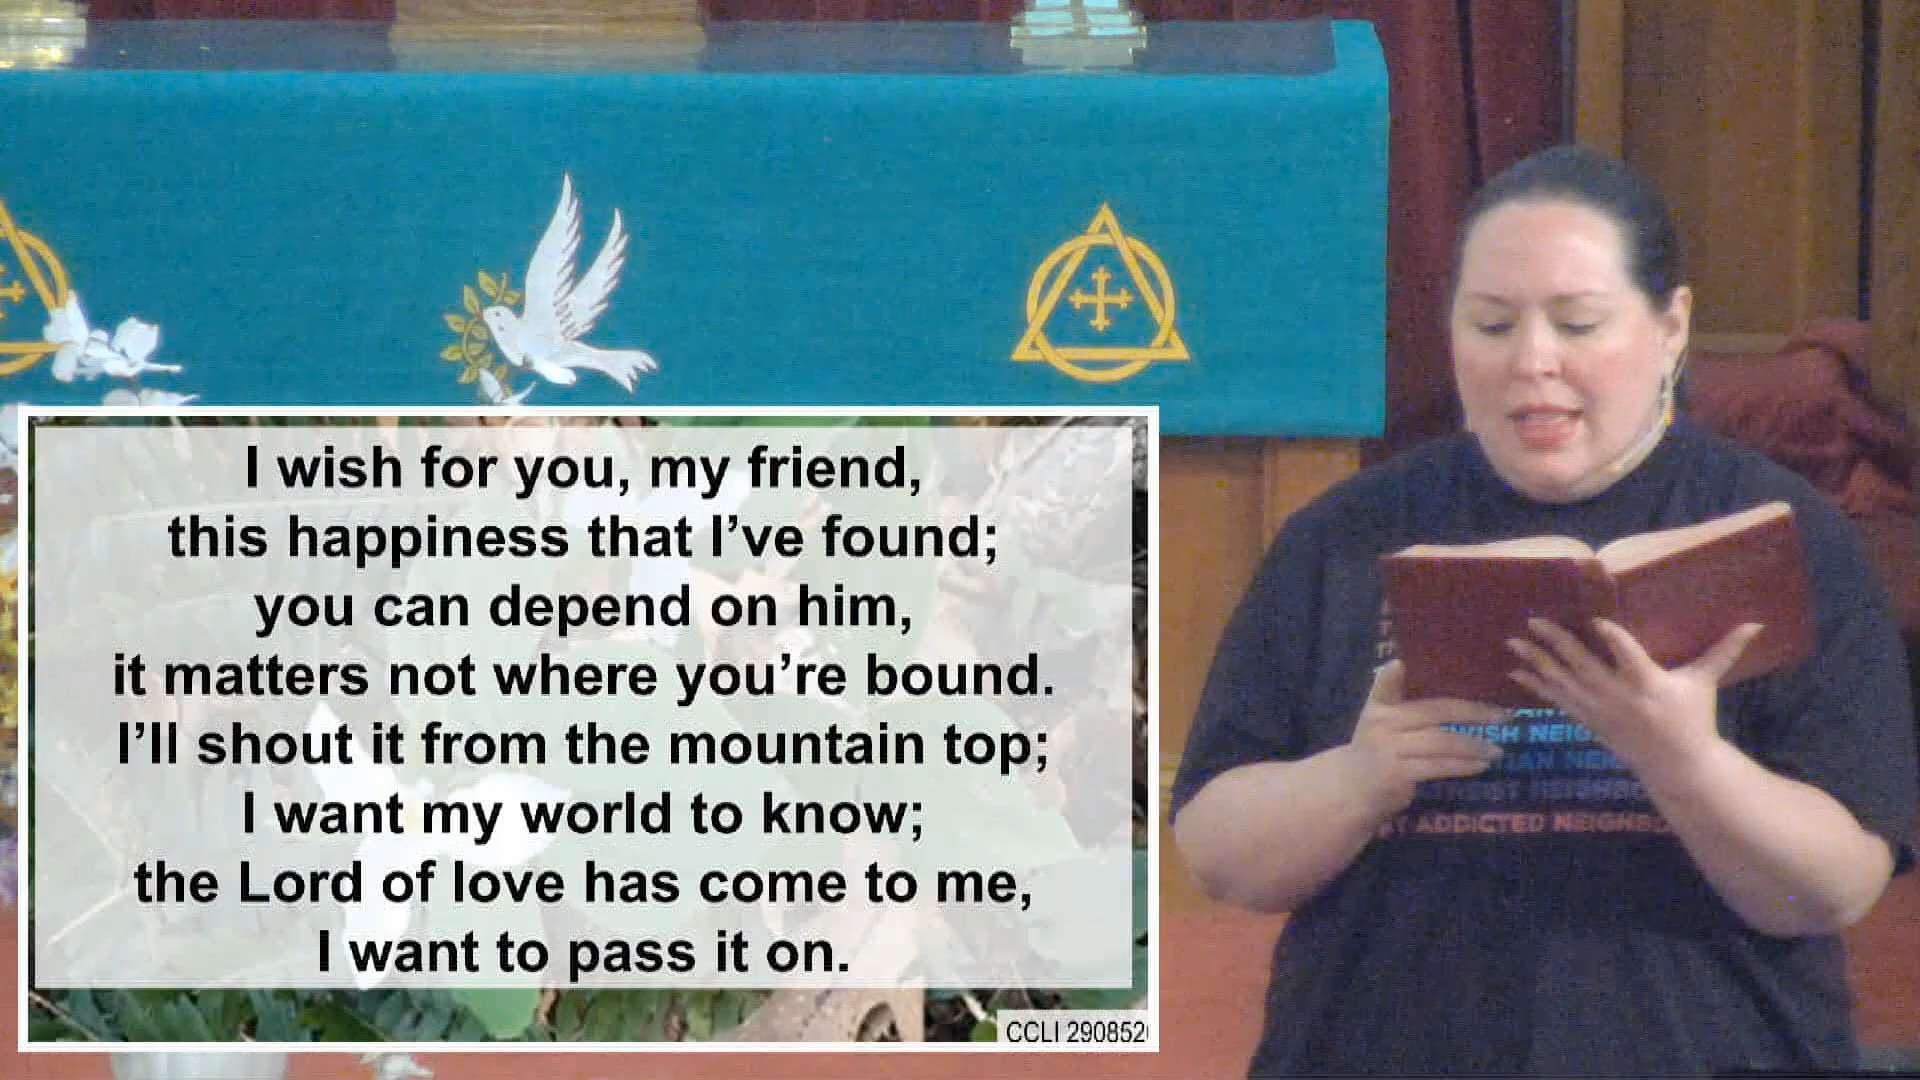 I wish for you, my friend,
this happiness that I've found;
you can depend on him,
it matters not where you're bound.
I'll shout it from the mountain top;
I want my world to know;
the Lord of love has come to me,
I want to pass it on.
CCLI 290852
ADDICTED